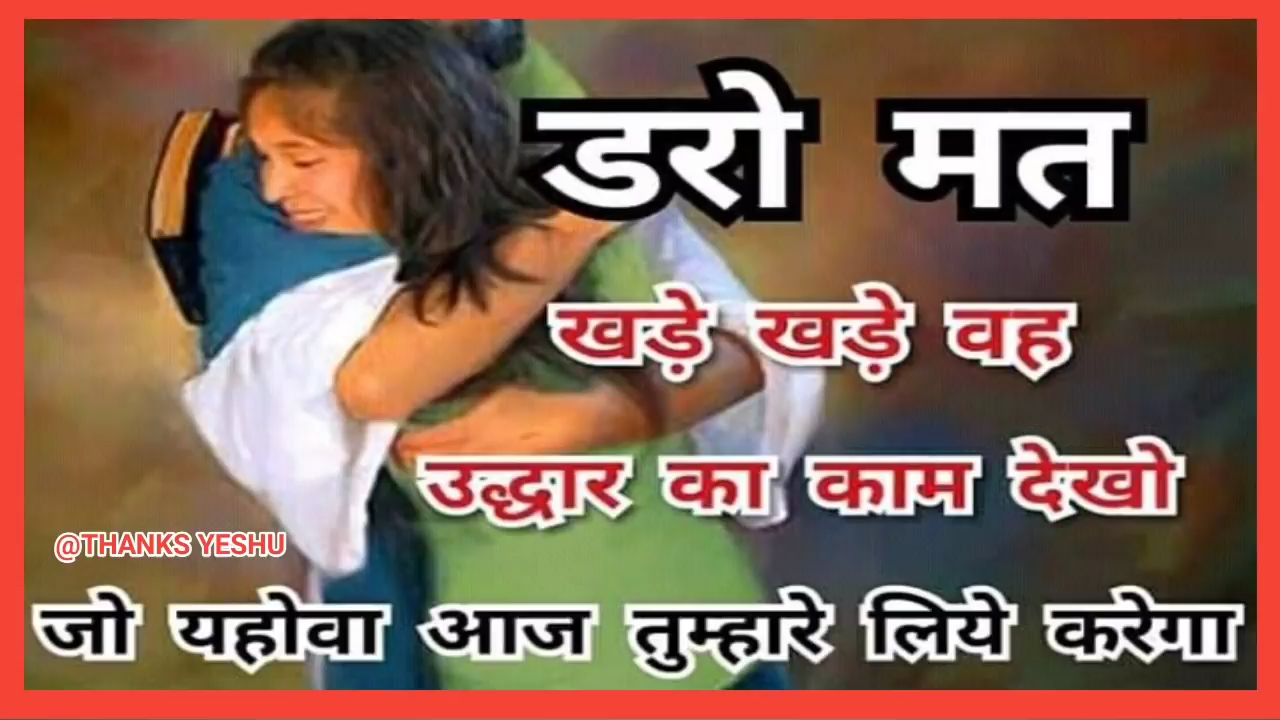 डरो मत
खड़े खड़े वह
उद्धार का काम देखो
@THANKS YESHU
जो यहोवा आज तुम्हारे लिये करेगा